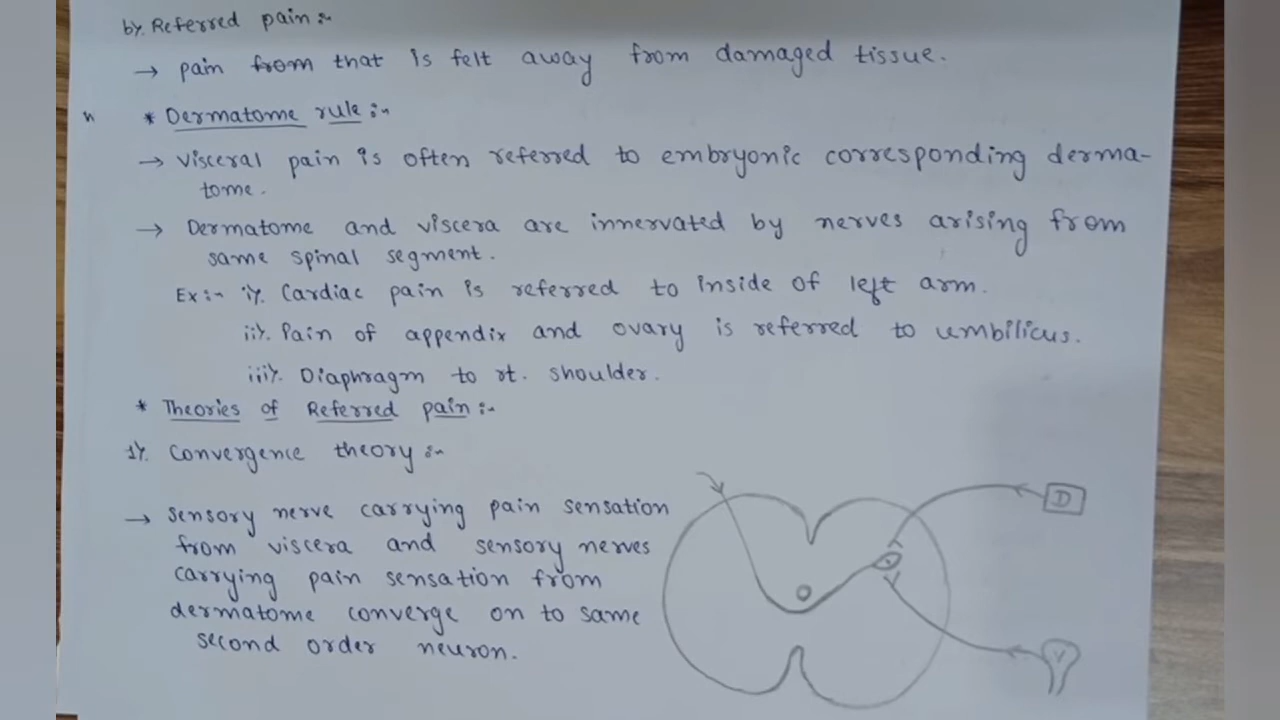 by. Referred pain:-
→ pain from that is felt away from damaged tissue.
* Dermatome rule:-
→ visceral pain is often referred to embryonic corresponding derma-
tome.
→ Dermatome and viscera are innervated by nerves arising from
same spinal segment.
Ex:- i). Cardiac pain is referred to inside of left arm.
ii). Pain of appendix and ovary is referred to umbilicus.
iii). Diaphragm to rt. shoulder.
* Theories of Referred pain:-
1). Convergence theory:-
→ Sensory nerve carrying pain sensation
from viscera and sensory nerves
carrying pain sensation from
dermatome converge on to same
second order neuron.
D
V